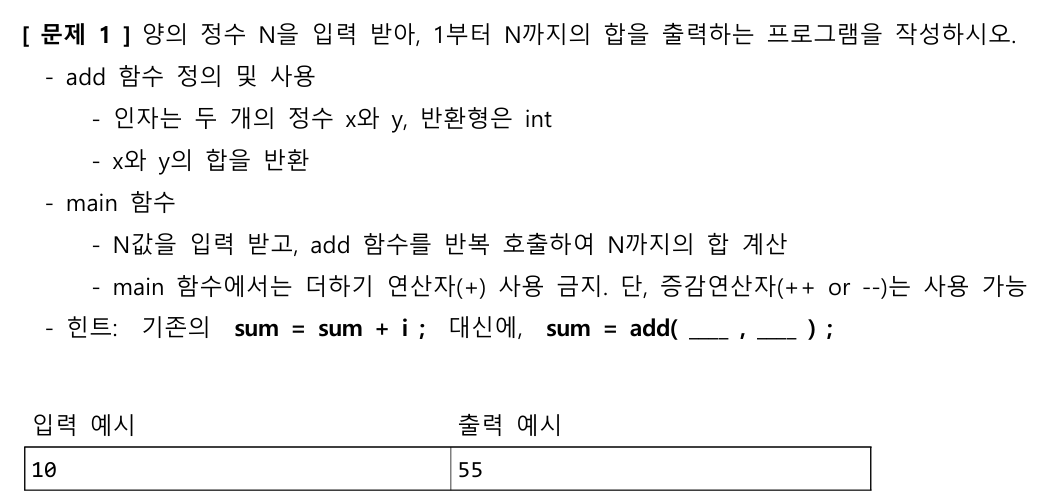 [ 문제 1 ] 양의 정수 N을 입력 받아, 1부터 N까지의 합을 출력하는 프로그램을 작성하시오.
- add 함수 정의 및 사용
- 인자는 두 개의 정수 x와 y, 반환형은 int
- x와 y의 합을 반환
- main 함수
- N값을 입력 받고, add 함수를 반복 호출하여 N까지의 합 계산
- main 함수에서는 더하기 연산자(+) 사용 금지. 단, 증감연산자(++ or --)는 사용 가능
- 힌트: 기존의 sum = sum + i ; 대신에, sum = add( ___ , ___ ) ;
입력 예시 출력 예시
10 55